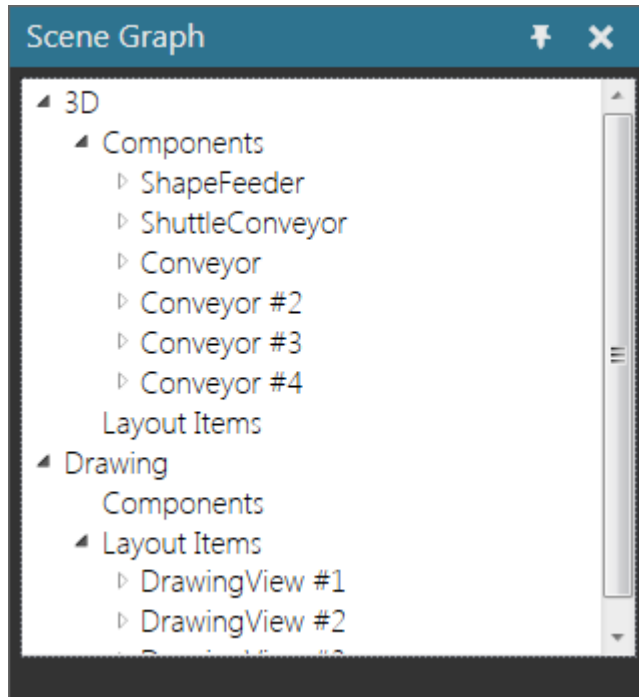 Scene Graph
3D
Components
ShapeFeeder
ShuttleConveyor
Conveyor
Conveyor #2
Conveyor #3
Conveyor #4
Layout Items
Drawing
Components
Layout Items
DrawingView #1
DrawingView #2